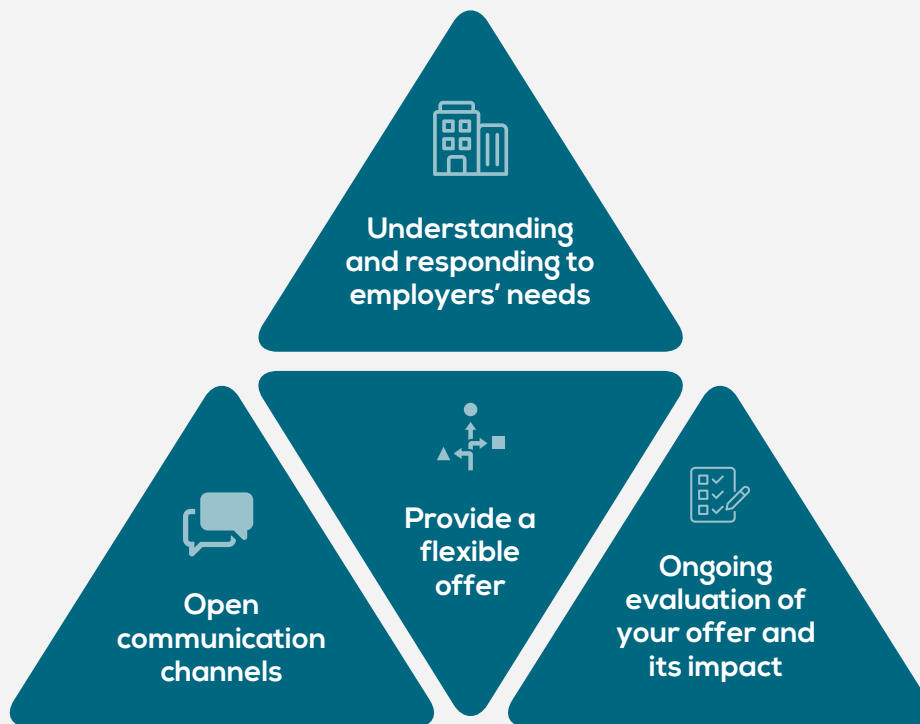 Understanding
and responding to
employers’ needs
Provide a
flexible
offer
Open
communication
channels
Ongoing
evaluation of
your offer and
its impact